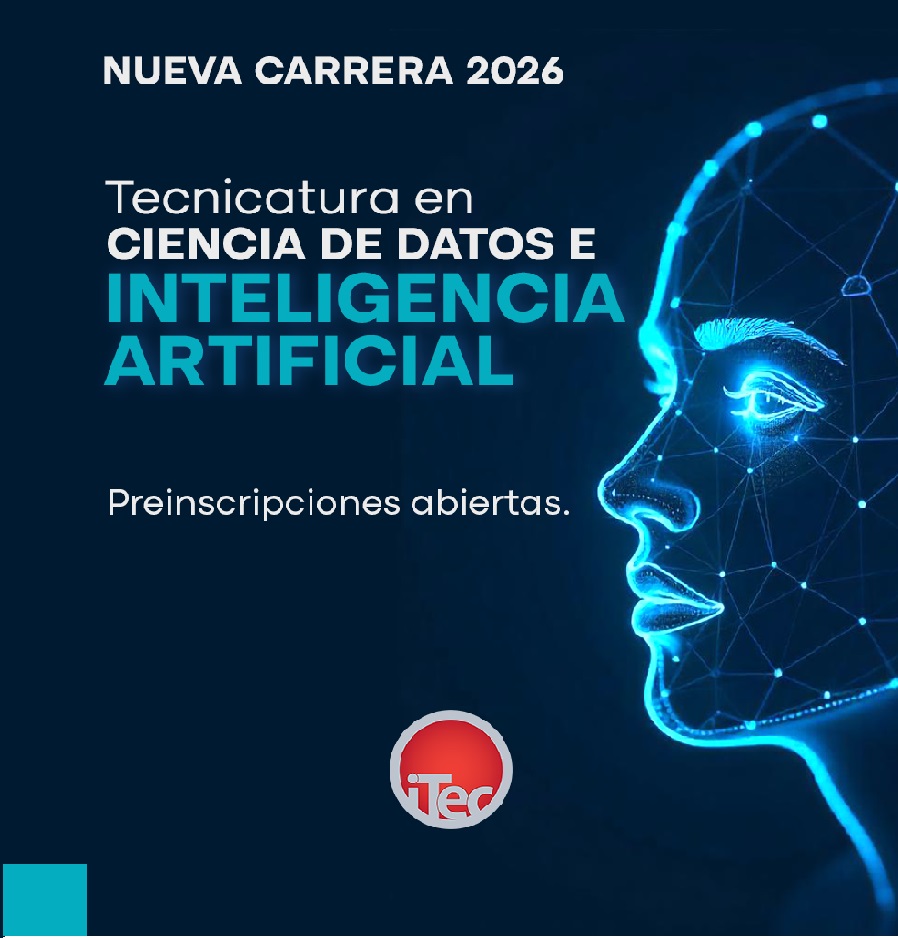 NUEVA CARRERA 2026
Tecnicatura en
CIENCIA DE DATOS E
INTELIGENCIA
ARTIFICIAL
Preinscripciones abiertas.
iTec